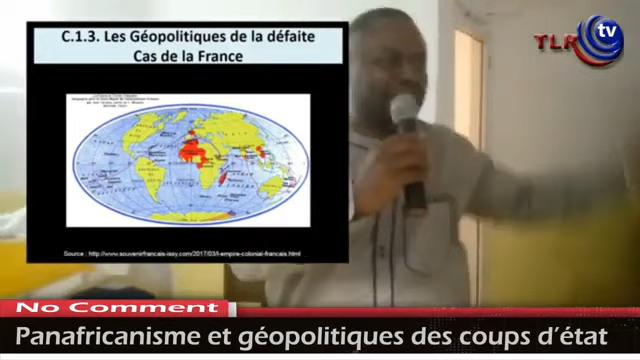 C.1.3. Les Géopolitiques de la défaite
Cas de la France
TLR tv
Source : http://www.souvenirfrancais-issy.com/2017/03/l-empire-colonial-francais.html
No Comment
Panafricanisme et géopolitiques des coups d'état